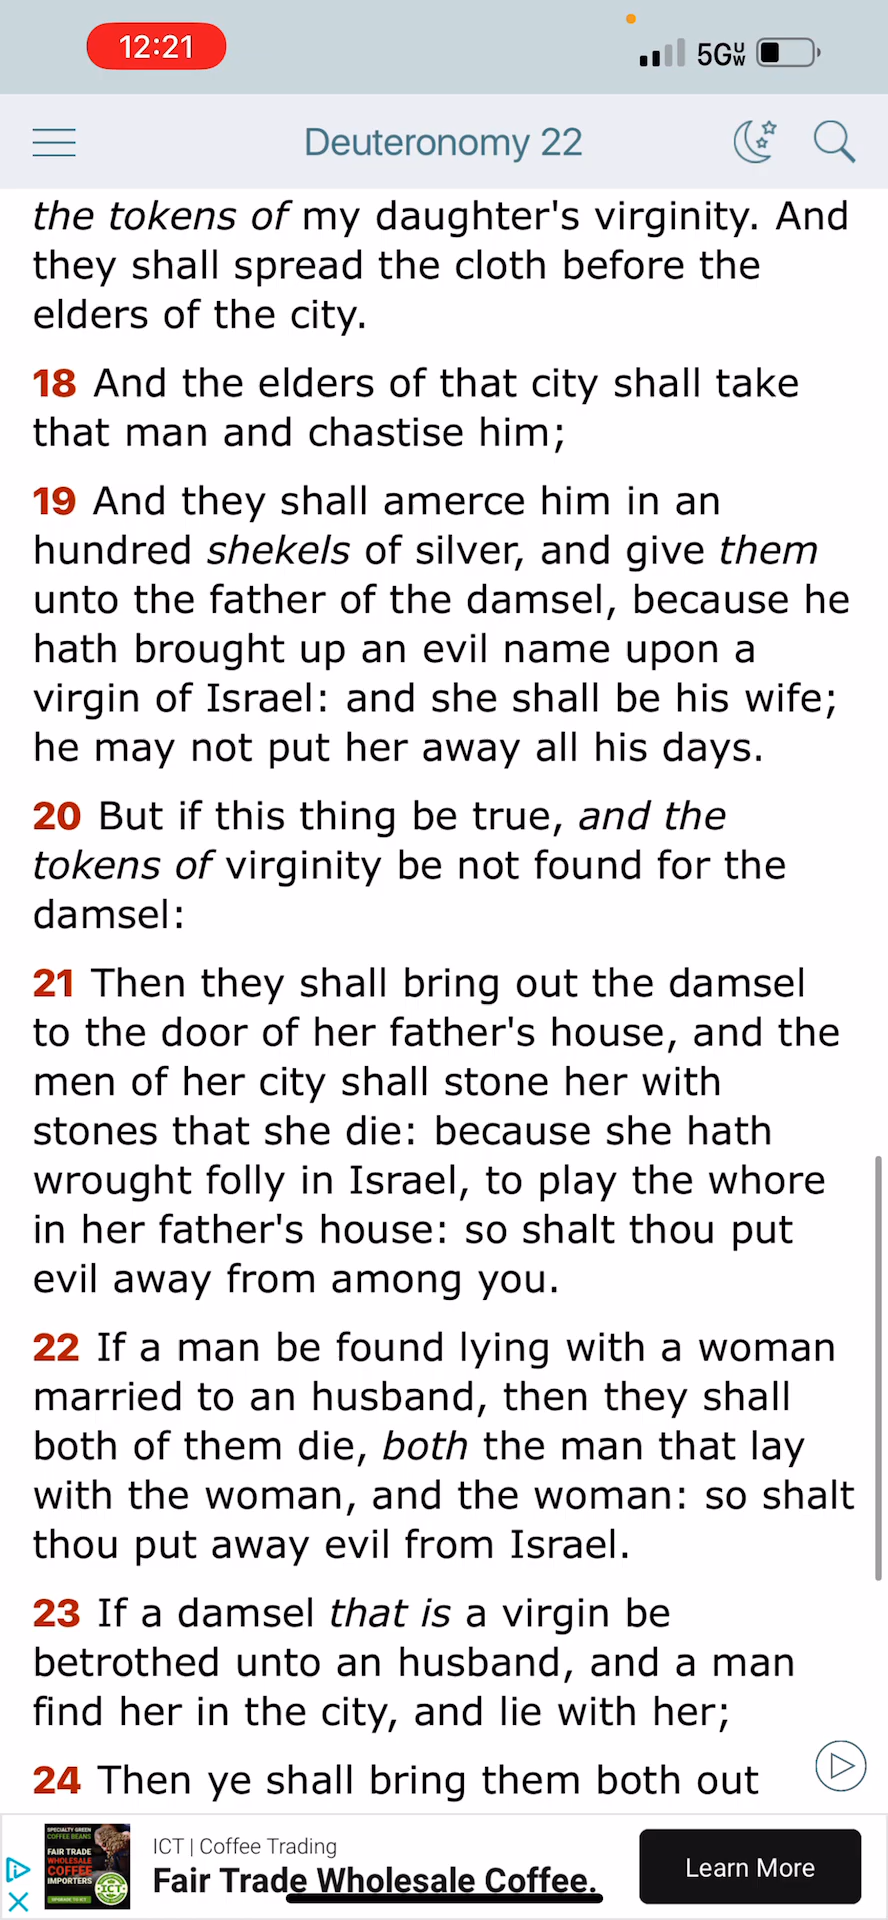 12:21
5GUW
Deuteronomy 22
the tokens of my daughter's virginity. And
they shall spread the cloth before the
elders of the city.
18 And the elders of that city shall take
that man and chastise him;
19 And they shall amerce him in an
hundred shekels of silver, and give them
unto the father of the damsel, because he
hath brought up an evil name upon a
virgin of Israel: and she shall be his wife;
he may not put her away all his days.
20 But if this thing be true, and the
tokens of virginity be not found for the
damsel:
21 Then they shall bring out the damsel
to the door of her father's house, and the
men of her city shall stone her with
stones that she die: because she hath
wrought folly in Israel, to play the whore
in her father's house: so shalt thou put
evil away from among you.
22 If a man be found lying with a woman
married to an husband, then they shall
both of them die, both the man that lay
with the woman, and the woman: so shalt
thou put away evil from Israel.
23 If a damsel that is a virgin be
betrothed unto an husband, and a man
find her in the city, and lie with her;
24 Then ye shall bring them both out
SPECIALTY GREEN
COFFEE BEANS
FAIR TRADE
WHOLESALE
COFFEE
IMPORTERS
ICT
ICT | Coffee Trading
Fair Trade Wholesale Coffee.
Learn More